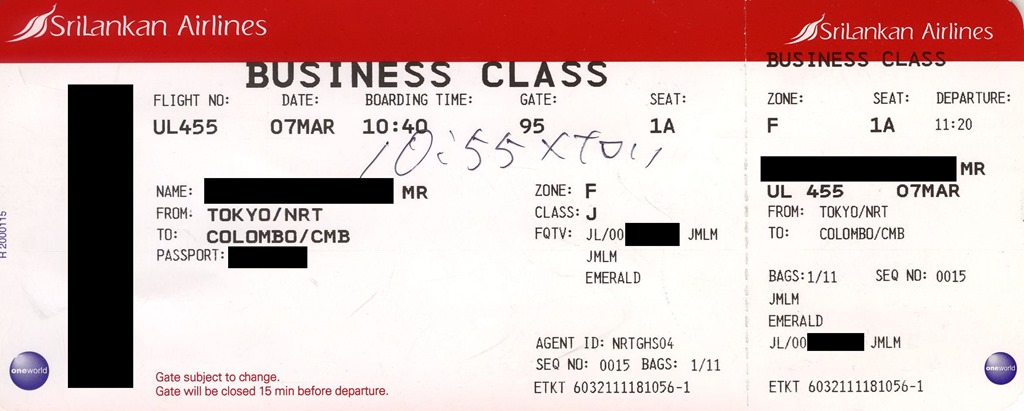 SriLankan Airlines
BUSINESS CLASS
FLIGHT NO: DATE: BOARDING TIME: GATE: SEAT:
UL455 07MAR 10:40 95 1A
10:55
NAME: MR ZONE: F
FROM: TOKYO/NRT CLASS: J
TO: COLOMBO/CMB FQTV: JL/00 JMLM
PASSPORT: JMLM
EMERALD
AGENT ID: NRTGHS04
SEQ NO: 0015 BAGS: 1/11
ETKT 6032111181056-1
Gate subject to change.
Gate will be closed 15 min before departure.
H 2000115
oneworld
SriLankan Airlines
BUSINESS CLASS
ZONE: SEAT: DEPARTURE:
F 1A 11:20
MR
UL 455 07MAR
FROM: TOKYO/NRT
TO: COLOMBO/CMB
BAGS:1/11 SEQ NO: 0015
JMLM
EMERALD
JL/00 JMLM
ETKT 6032111181056-1
oneworld